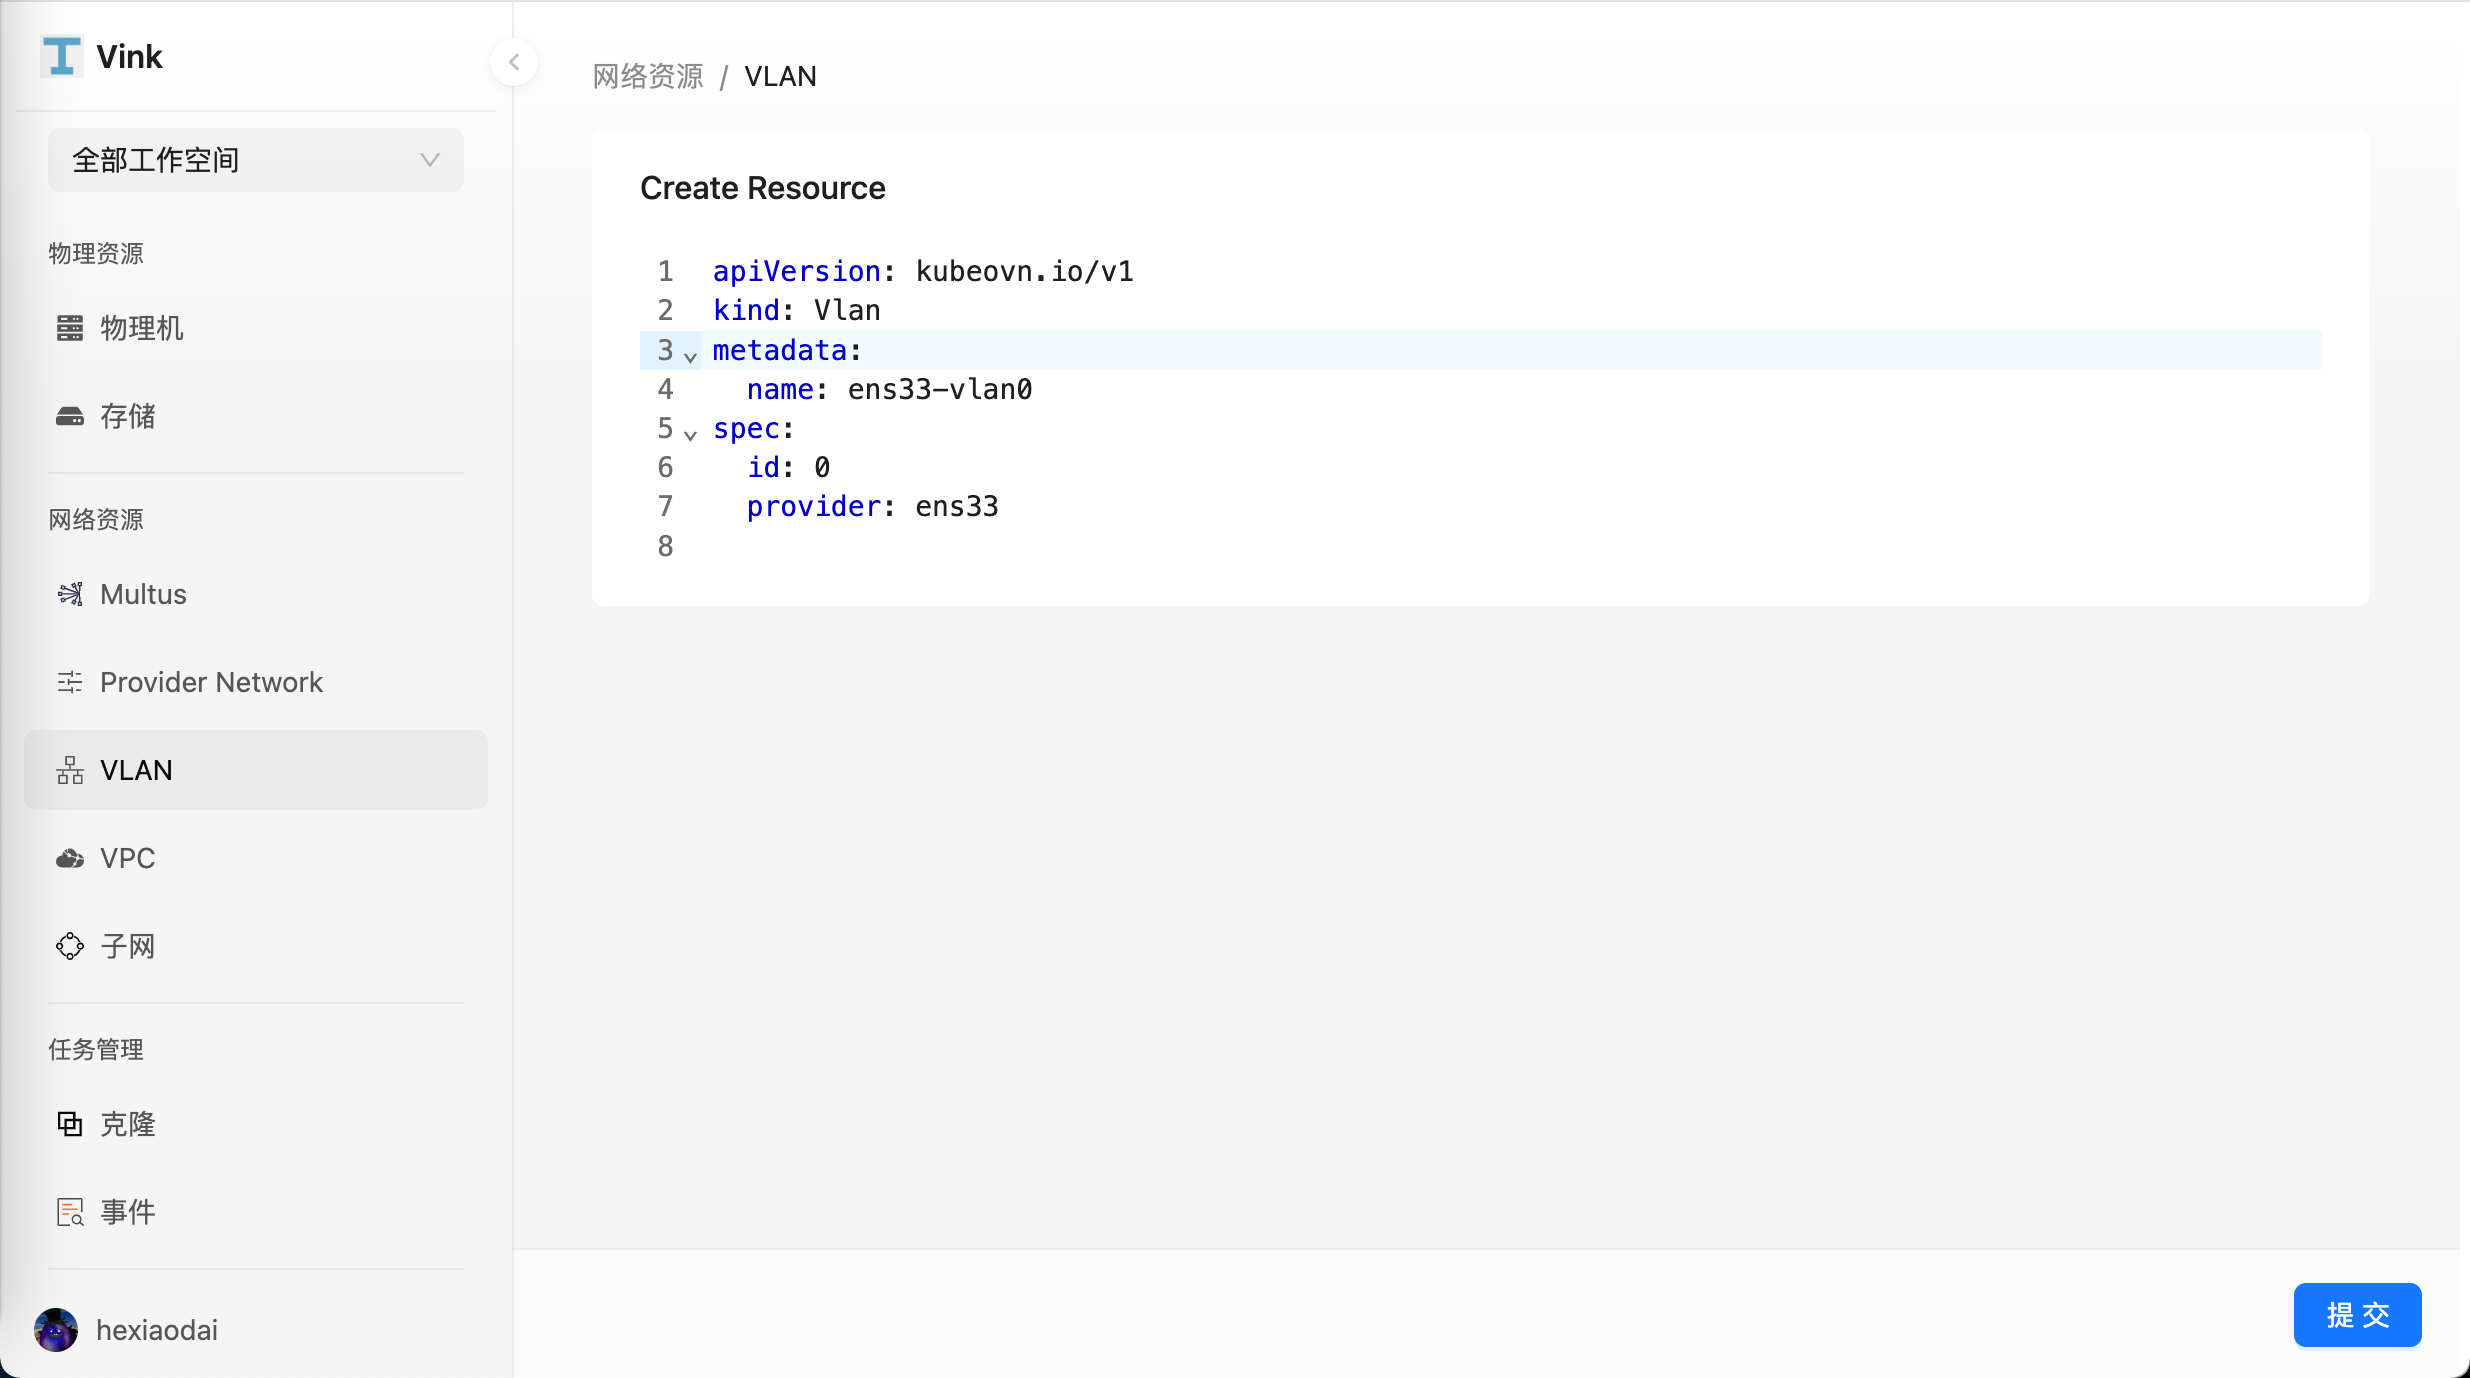 Vink
全部工作空间
物理资源
物理机
存储
网络资源
Multus
Provider Network
VLAN
VPC
子网
任务管理
克隆
事件
hexiaodai
网络资源 / VLAN
Create Resource
1 apiVersion: kubeovn.io/v1
2 kind: Vlan
3 metadata:
4   name: ens33-vlan0
5 spec:
6   id: 0
7   provider: ens33
8
提交